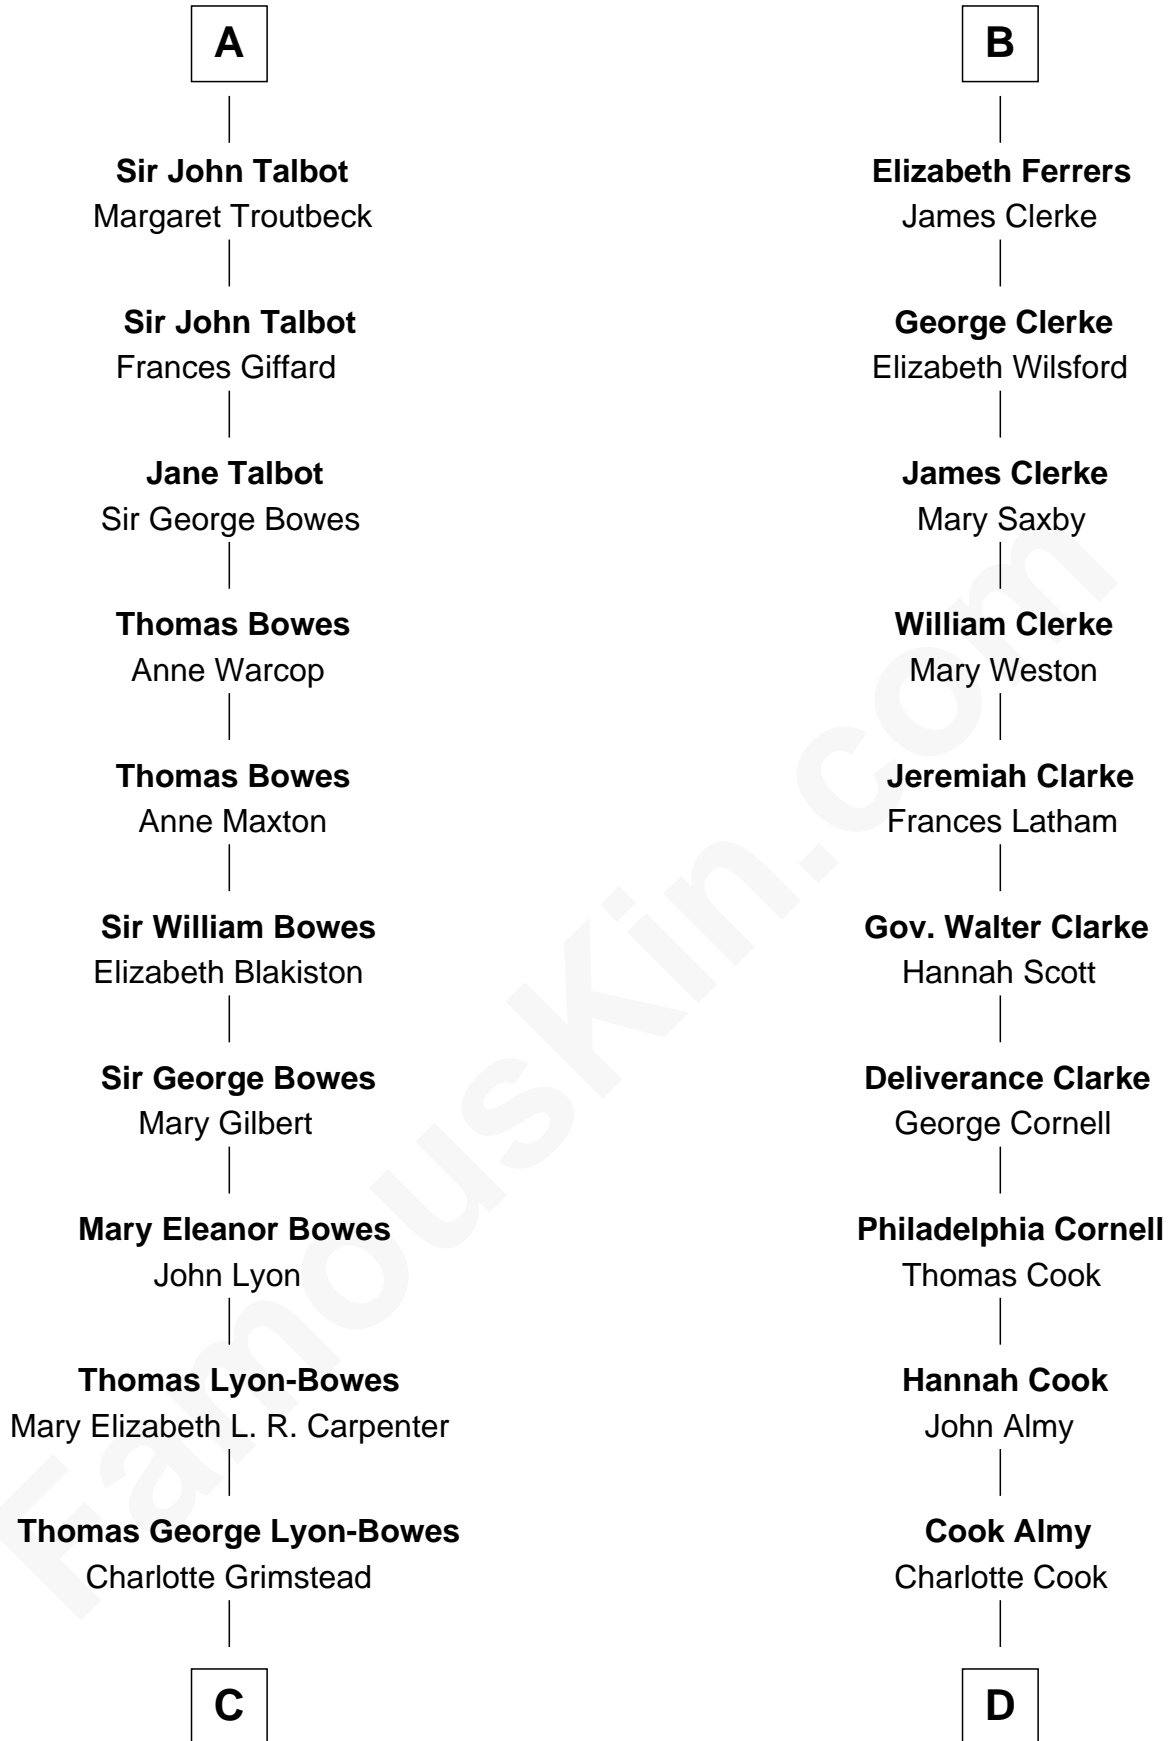 A
Sir John Talbot
Margaret Troutbeck
Sir John Talbot
Frances Giffard
Jane Talbot
Sir George Bowes
Thomas Bowes
Anne Warcop
Thomas Bowes
Anne Maxton
Sir William Bowes
Elizabeth Blakiston
Sir George Bowes
Mary Gilbert
Mary Eleanor Bowes
John Lyon
Thomas Lyon-Bowes
Mary Elizabeth L. R. Carpenter
Thomas George Lyon-Bowes
Charlotte Grimstead
C
B
Elizabeth Ferrers
James Clerke
George Clerke
Elizabeth Wilsford
James Clerke
Mary Saxby
William Clerke
Mary Weston
Jeremiah Clarke
Frances Latham
Gov. Walter Clarke
Hannah Scott
Deliverance Clarke
George Cornell
Philadelphia Cornell
Thomas Cook
Hannah Cook
John Almy
Cook Almy
Charlotte Cook
D
FamousKin.com